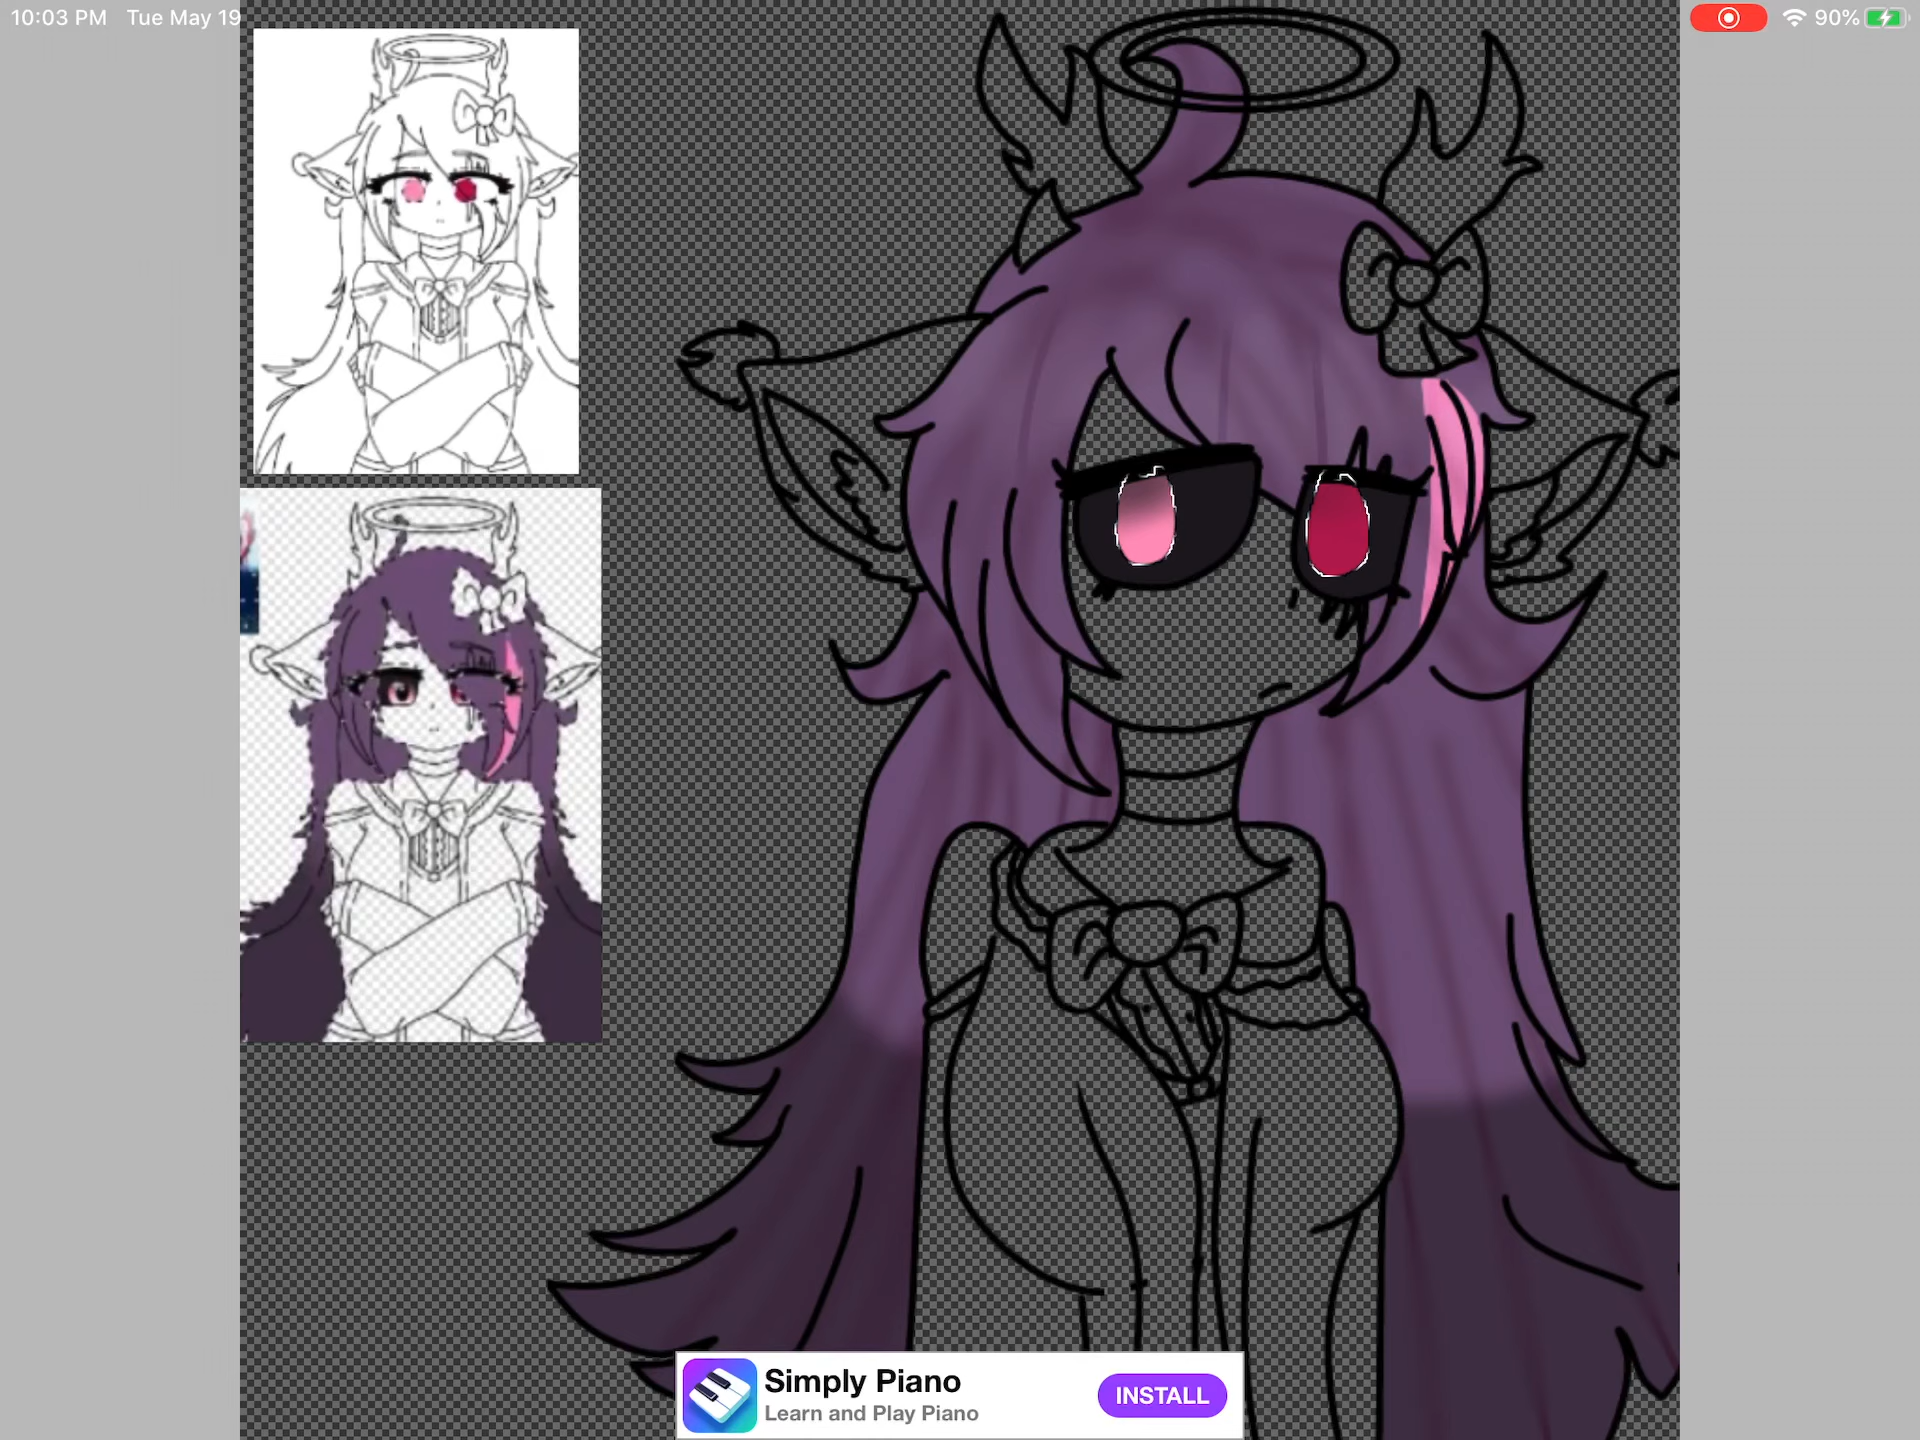 10:03 PM Tue May 19
90%
Simply Piano
Learn and Play Piano
INSTALL